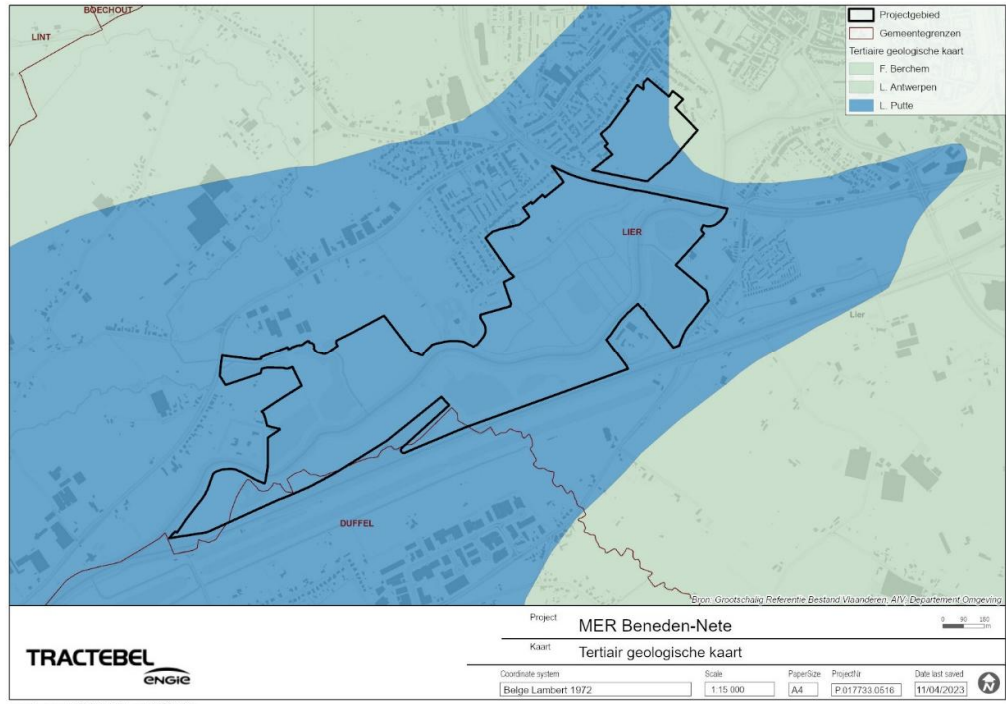 BOECHOUT
LINT
Projectgebied
Gemeentegrenzen
Tertiaire geologische kaart
F. Berchem
L. Antwerpen
L. Putte
LIER
Lier
DUFFEL
Bron: Grootschalig Referentie Bestand Vlaanderen, AIV, Departement Omgeving
Project MER Beneden-Nete
0 90 180
m
Kaart Tertiair geologische kaart
TRACTEBEL
ENGIE
Coordinate system Scale PaperSize ProjectNr Date last saved
Belge Lambert 1972 1:15 000 A4 P.017733.0516 11/04/2023
N